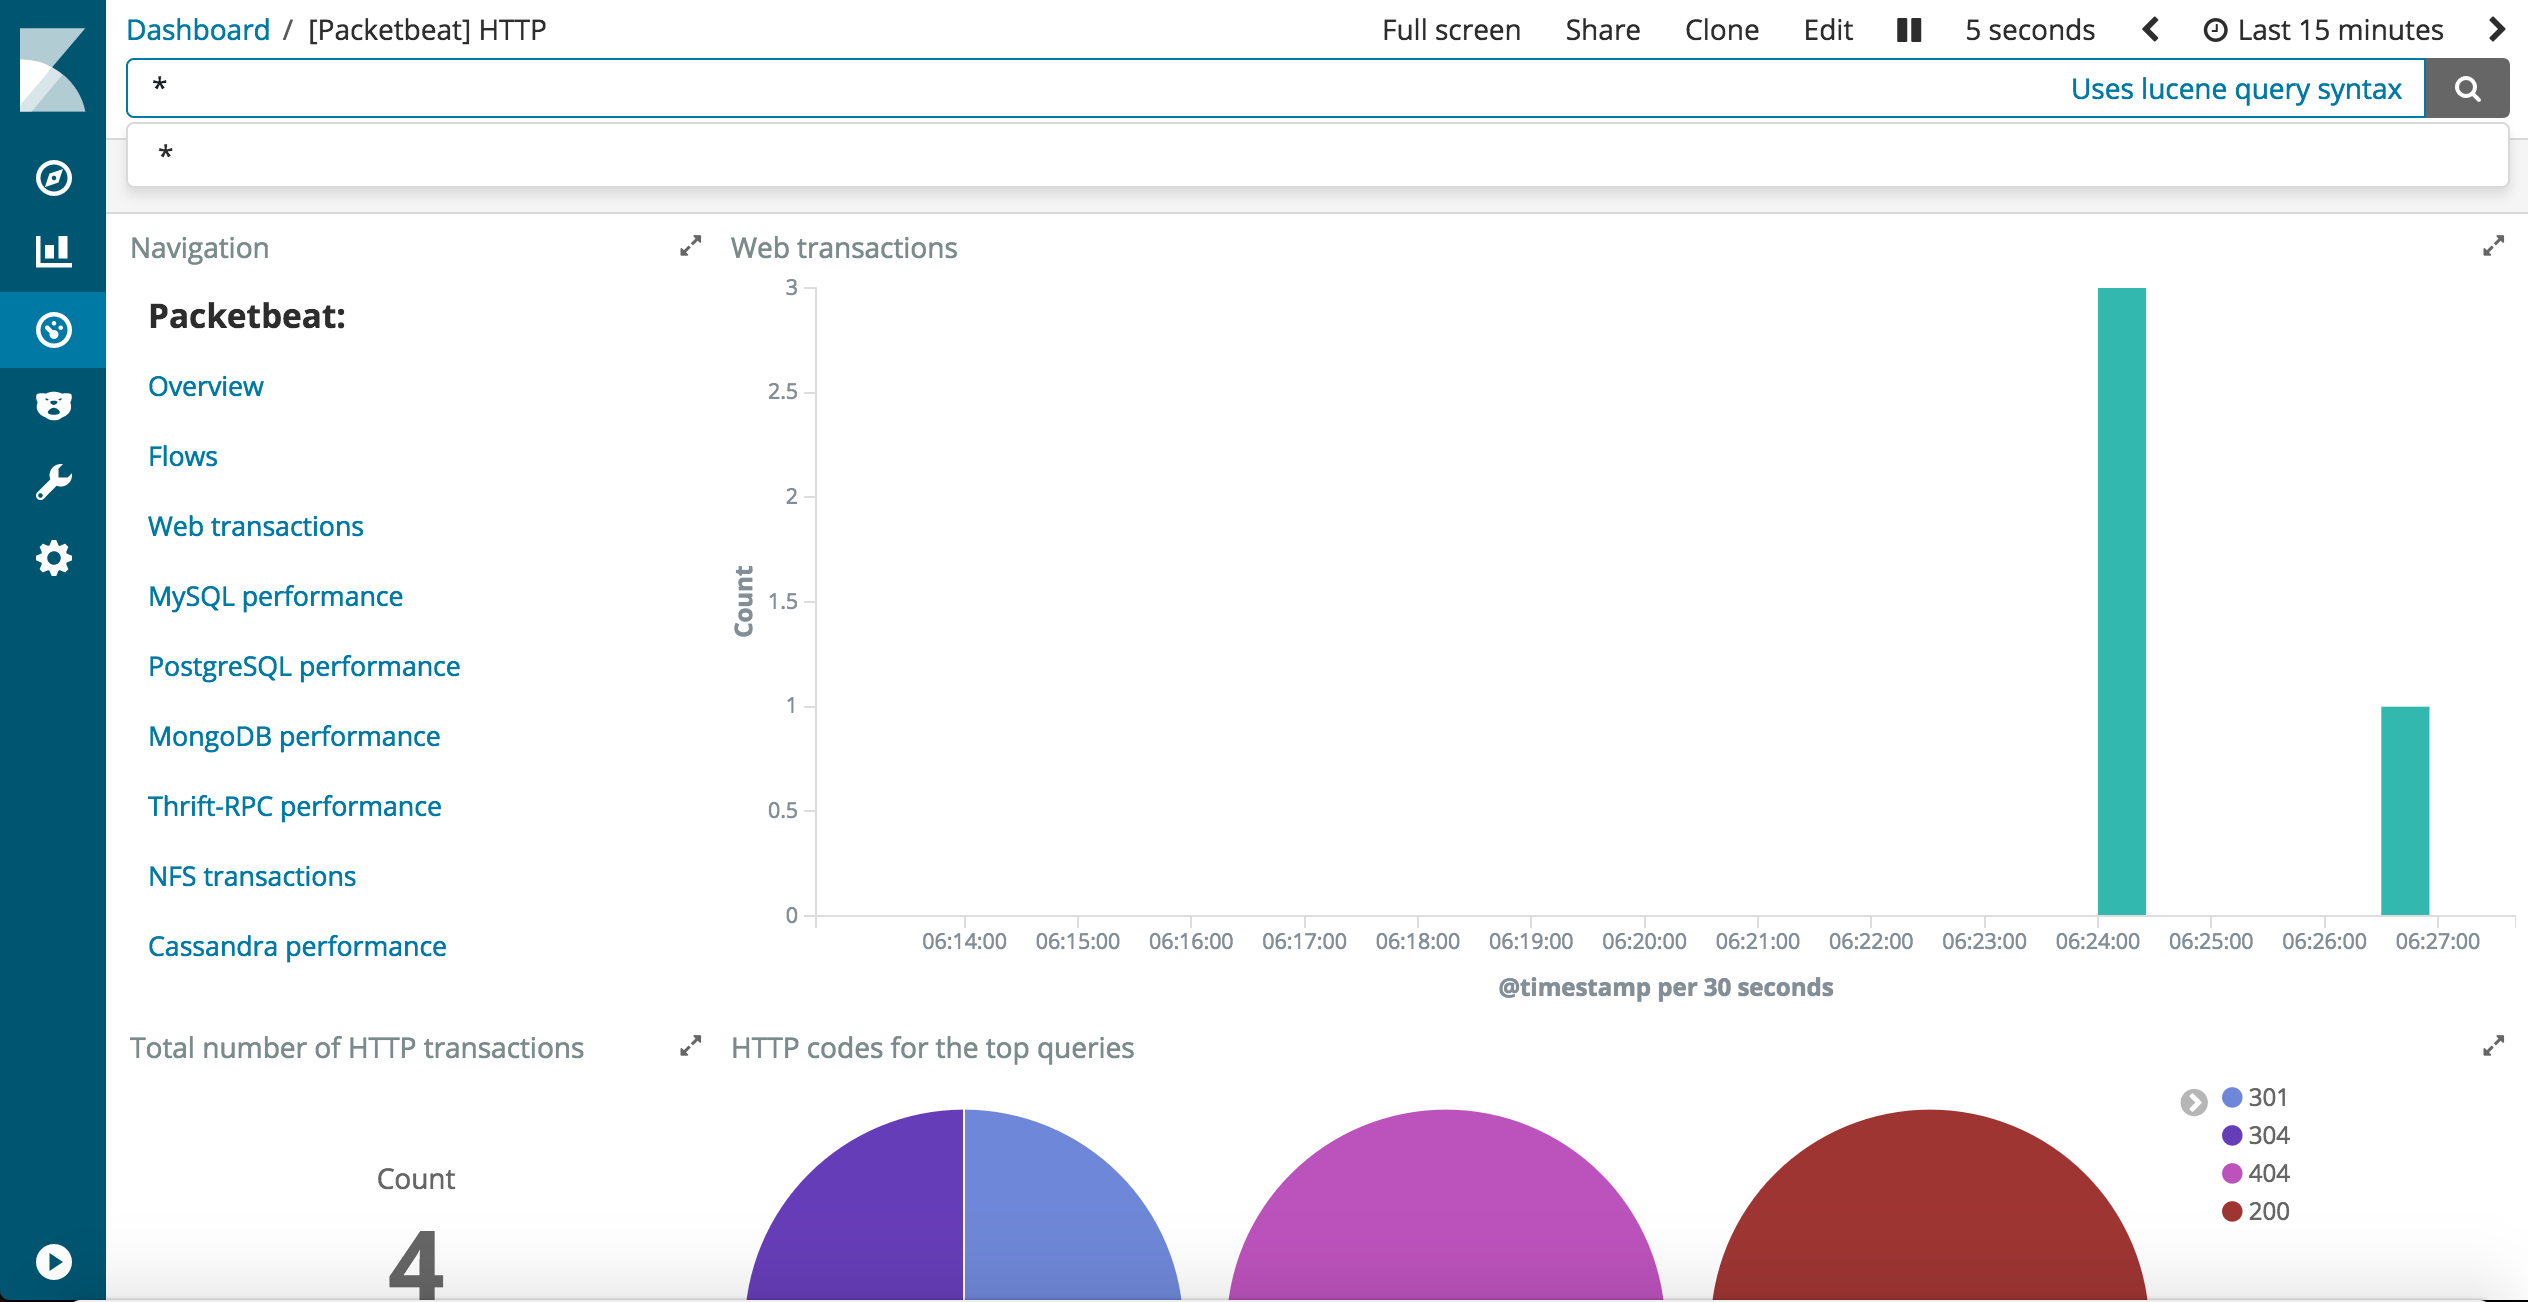 Dashboard / [Packetbeat] HTTP
Full screen Share Clone Edit 5 seconds Last 15 minutes
* Uses lucene query syntax
*
Navigation
Packetbeat:
Overview
Flows
Web transactions
MySQL performance
PostgreSQL performance
MongoDB performance
Thrift-RPC performance
NFS transactions
Cassandra performance
Web transactions
3
2.5
2
1.5
1
0.5
0
Count
06:14:00 06:15:00 06:16:00 06:17:00 06:18:00 06:19:00 06:20:00 06:21:00 06:22:00 06:23:00 06:24:00 06:25:00 06:26:00 06:27:00
@timestamp per 30 seconds
Total number of HTTP transactions
Count
4
HTTP codes for the top queries
301
304
404
200